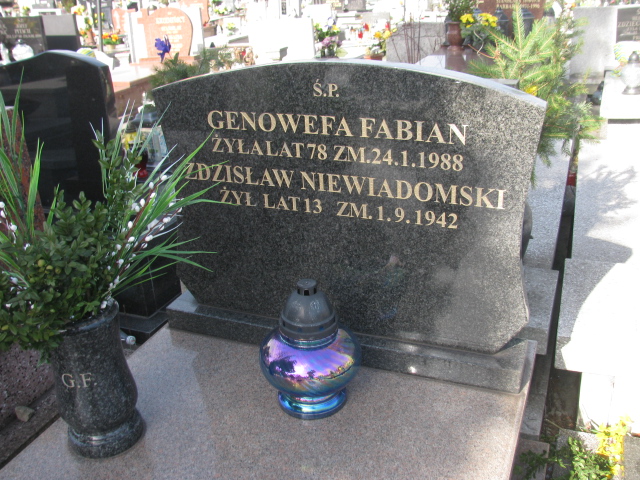 Ś.P.
GENOWEFA FABIAN
ŻYŁA LAT 78 ZM. 24.1.1988
ZDZISŁAW NIEWIADOMSKI
ŻYŁ LAT 13 ZM. 1.9.1942
G.F.